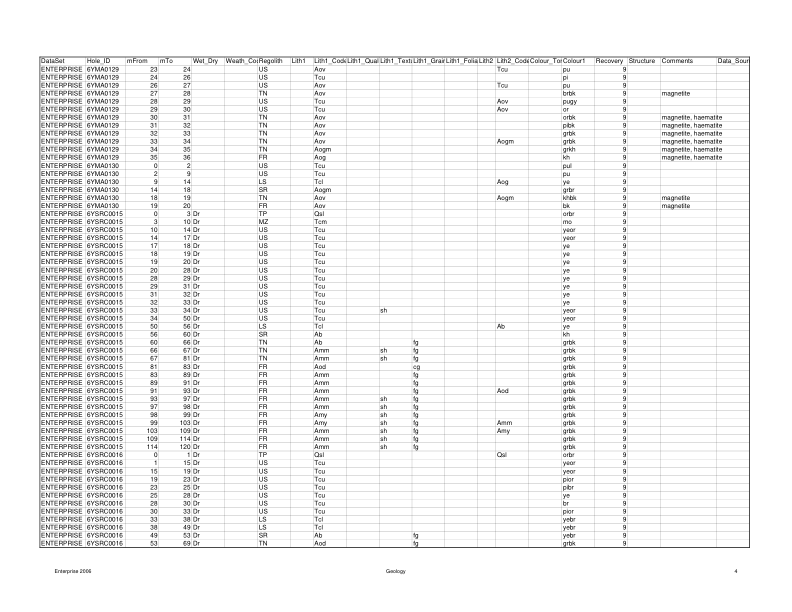 DataSet Hole_ID mFrom mTo Wet_Dry Weath_Cod Regolith Lith1 Lith1_Code Lith1_Qual Lith1_Textu Lith1_Grain Lith1_Folia Lith2 Lith2_Code Colour_Ton Colour1 Recovery Structure Comments Data_Sour
ENTERPRISE 6YMA0129 23 24 US Aov Tcu pu 9
ENTERPRISE 6YMA0129 24 26 US Tcu pi 9
ENTERPRISE 6YMA0129 26 27 US Aov Tcu pu 9
ENTERPRISE 6YMA0129 27 28 TN Aov brbk 9 magnetite
ENTERPRISE 6YMA0129 28 29 US Tcu Aov pugy 9
ENTERPRISE 6YMA0129 29 30 US Tcu Aov or 9
ENTERPRISE 6YMA0129 30 31 TN Aov orbk 9 magnetite, haematite
ENTERPRISE 6YMA0129 31 32 TN Aov pibk 9 magnetite, haematite
ENTERPRISE 6YMA0129 32 33 TN Aov grbk 9 magnetite, haematite
ENTERPRISE 6YMA0129 33 34 TN Aov Aogm grbk 9 magnetite, haematite
ENTERPRISE 6YMA0129 34 35 TN Aogm grkh 9 magnetite, haematite
ENTERPRISE 6YMA0129 35 36 FR Aog kh 9 magnetite, haematite
ENTERPRISE 6YMA0130 0 2 US Tcu pul 9
ENTERPRISE 6YMA0130 2 9 US Tcu pu 9
ENTERPRISE 6YMA0130 9 14 LS Tcl Aog ye 9
ENTERPRISE 6YMA0130 14 18 SR Aogm grbr 9
ENTERPRISE 6YMA0130 18 19 TN Aov Aogm khbk 9 magnetite
ENTERPRISE 6YMA0130 19 20 FR Aov bk 9 magnetite
ENTERPRISE 6YSRC0015 0 3 Dr TP Qsl orbr 9
ENTERPRISE 6YSRC0015 3 10 Dr MZ Tcm mo 9
ENTERPRISE 6YSRC0015 10 14 Dr US Tcu yeor 9
ENTERPRISE 6YSRC0015 14 17 Dr US Tcu yeor 9
ENTERPRISE 6YSRC0015 17 18 Dr US Tcu ye 9
ENTERPRISE 6YSRC0015 18 19 Dr US Tcu ye 9
ENTERPRISE 6YSRC0015 19 20 Dr US Tcu ye 9
ENTERPRISE 6YSRC0015 20 28 Dr US Tcu ye 9
ENTERPRISE 6YSRC0015 28 29 Dr US Tcu ye 9
ENTERPRISE 6YSRC0015 29 31 Dr US Tcu ye 9
ENTERPRISE 6YSRC0015 31 32 Dr US Tcu ye 9
ENTERPRISE 6YSRC0015 32 33 Dr US Tcu ye 9
ENTERPRISE 6YSRC0015 33 34 Dr US Tcu sh yeor 9
ENTERPRISE 6YSRC0015 34 50 Dr US Tcu yeor 9
ENTERPRISE 6YSRC0015 50 56 Dr LS Tcl Ab ye 9
ENTERPRISE 6YSRC0015 56 60 Dr SR Ab kh 9
ENTERPRISE 6YSRC0015 60 66 Dr TN Ab fg grbk 9
ENTERPRISE 6YSRC0015 66 67 Dr TN Amm sh fg grbk 9
ENTERPRISE 6YSRC0015 67 81 Dr TN Amm sh fg grbk 9
ENTERPRISE 6YSRC0015 81 83 Dr FR Aod cg grbk 9
ENTERPRISE 6YSRC0015 83 89 Dr FR Amm fg grbk 9
ENTERPRISE 6YSRC0015 89 91 Dr FR Amm fg grbk 9
ENTERPRISE 6YSRC0015 91 93 Dr FR Amm fg Aod grbk 9
ENTERPRISE 6YSRC0015 93 97 Dr FR Amm sh fg grbk 9
ENTERPRISE 6YSRC0015 97 98 Dr FR Amm sh fg grbk 9
ENTERPRISE 6YSRC0015 98 99 Dr FR Amy sh fg grbk 9
ENTERPRISE 6YSRC0015 99 103 Dr FR Amy sh fg Amm grbk 9
ENTERPRISE 6YSRC0015 103 109 Dr FR Amm sh fg Amy grbk 9
ENTERPRISE 6YSRC0015 109 114 Dr FR Amm sh fg grbk 9
ENTERPRISE 6YSRC0015 114 120 Dr FR Amm sh fg grbk 9
ENTERPRISE 6YSRC0016 0 1 Dr TP Qsl Qsl orbr 9
ENTERPRISE 6YSRC0016 1 15 Dr US Tcu yeor 9
ENTERPRISE 6YSRC0016 15 19 Dr US Tcu yeor 9
ENTERPRISE 6YSRC0016 19 23 Dr US Tcu pior 9
ENTERPRISE 6YSRC0016 23 25 Dr US Tcu pibr 9
ENTERPRISE 6YSRC0016 25 28 Dr US Tcu ye 9
ENTERPRISE 6YSRC0016 28 30 Dr US Tcu br 9
ENTERPRISE 6YSRC0016 30 33 Dr US Tcu pior 9
ENTERPRISE 6YSRC0016 33 38 Dr LS Tcl yebr 9
ENTERPRISE 6YSRC0016 38 49 Dr LS Tcl yebr 9
ENTERPRISE 6YSRC0016 49 53 Dr SR Ab fg yebr 9
ENTERPRISE 6YSRC0016 53 69 Dr TN Aod fg grbk 9
Enterprise 2006 Geology 4